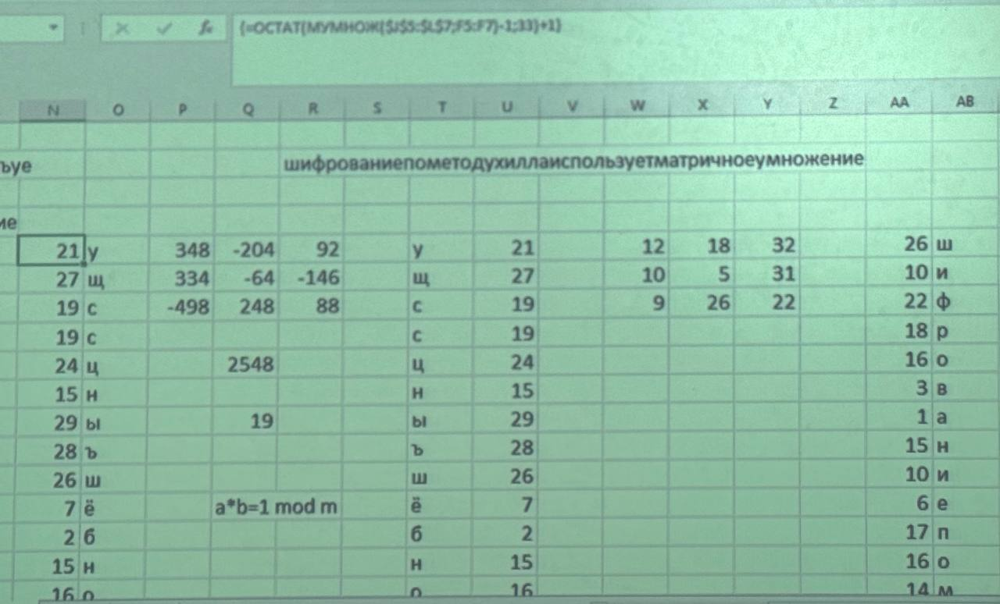 {=ОСТАТ(МУМНОЖ($J$5:$L$7;F5:F7)-1;33)+1}
N O P Q R S T U V W X Y Z AA AB
ъуе шифрованиепометодухиллаиспользуетматричноеумножение
ие
21 у 348 -204 92 у 21 12 18 32 26 ш
27 щ 334 -64 -146 щ 27 10 5 31 10 и
19 с -498 248 88 с 19 9 26 22 22 ф
19 с с 19 18 р
24 ц 2548 ц 24 16 о
15 н н 15 3 в
29 ы 19 ы 29 1 а
28 ъ ъ 28 15 н
26 ш ш 26 10 и
7 ё a*b=1 mod m ё 7 6 е
2 б б 2 17 п
15 н н 15 16 о
16 о о 16 14 м